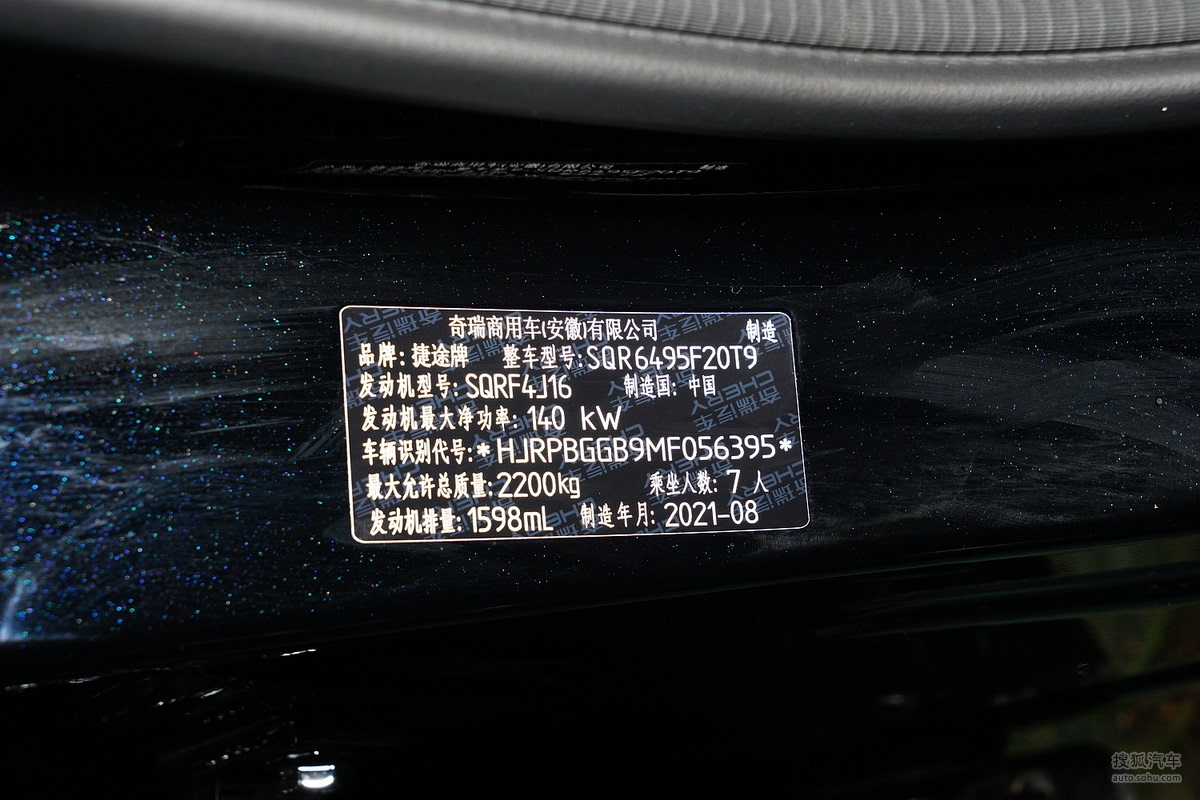 奇瑞商用车(安徽)有限公司 制造
品牌:捷途牌 整车型号:SQR6495F20T9
发动机型号:SQRF4J16 制造国:中国
发动机最大净功率:140 kW
车辆识别代号:*HJRPBGGB9MF056395*
最大允许总质量:2200kg 乘坐人数:7人
发动机排量:1598mL 制造年月:2021-08
搜狐汽车
auto.sohu.com